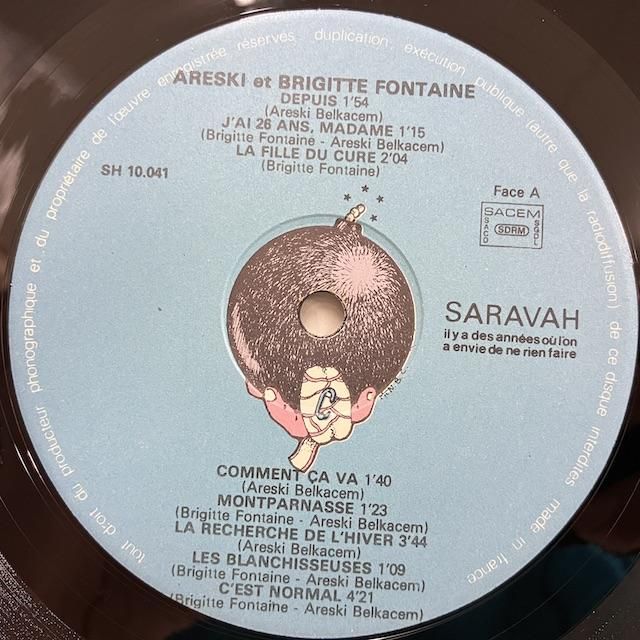 tout droit du producteur phonographique et du propriétaire de l'œuvre enregistrée réservés. duplication, exécution publique (autre que la radiodiffusion) de ce disque interdites made in france
ARESKI et BRIGITTE FONTAINE
DEPUIS 1'54
(Areski Belkacem)
J'AI 26 ANS, MADAME 1'15
(Brigitte Fontaine - Areski Belkacem)
LA FILLE DU CURE 2'04
(Brigitte Fontaine)
SH 10.041
Face A
SACEM
SACD
SDRM
SGDL
SARAVAH
il y a des années où l'on
a envie de ne rien faire
COMMENT ÇA VA 1'40
(Areski Belkacem)
MONTPARNASSE 1'23
(Brigitte Fontaine - Areski Belkacem)
LA RECHERCHE DE L'HIVER 3'44
(Areski Belkacem)
LES BLANCHISSEUSES 1'09
(Brigitte Fontaine - Areski Belkacem)
C'EST NORMAL 4'21
(Brigitte Fontaine - Areski Belkacem)